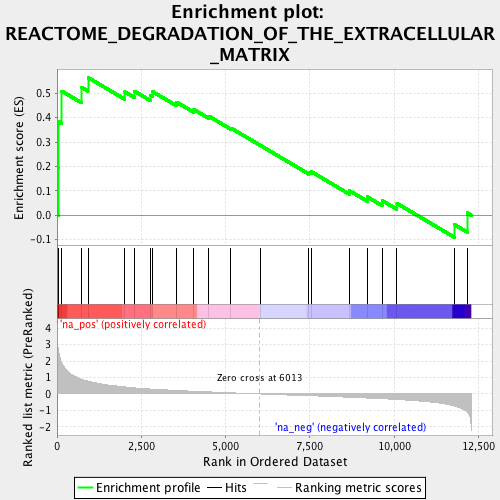 Enrichment plot:
REACTOME_DEGRADATION_OF_THE_EXTRACELLULAR
_MATRIX
Enrichment score (ES)
0.5
0.4
0.3
0.2
0.1
0.0
-0.1
'na_pos' (positively correlated)
Ranked list metric (PreRanked)
4
3
2
1
0
-1
-2
Zero cross at 6013
'na_neg' (negatively correlated)
0
2,500
5,000
7,500
10,000
12,500
Rank in Ordered Dataset
Enrichment profile
Hits
Ranking metric scores